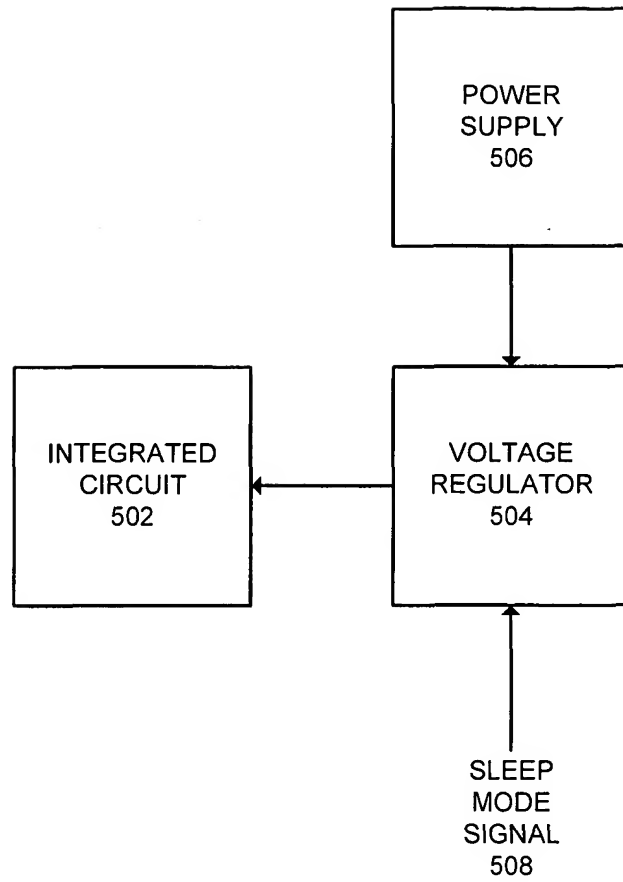 POWER
SUPPLY
506
INTEGRATED
CIRCUIT
502
VOLTAGE
REGULATOR
504
SLEEP
MODE
SIGNAL
508